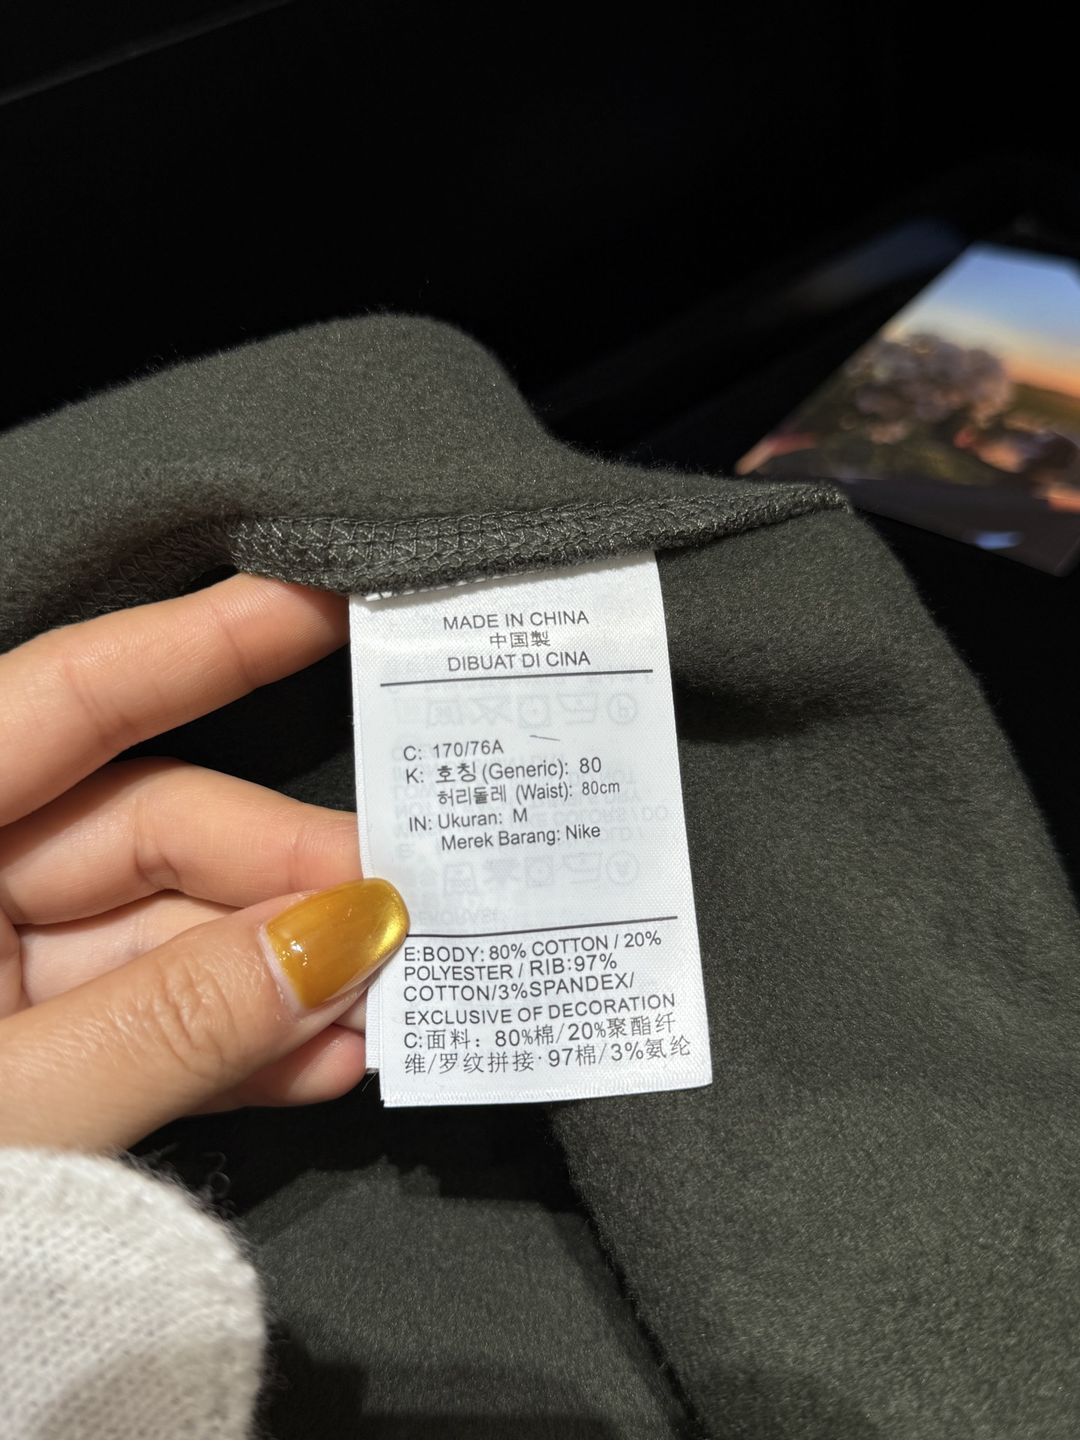 MADE IN CHINA
中国製
DIBUAT DI CINA
C: 170/76A
K: 호칭 (Generic): 80
허리둘레 (Waist): 80cm
IN: Ukuran: M
Merek Barang: Nike
E:BODY: 80% COTTON / 20%
POLYESTER / RIB:97%
COTTON/3%SPANDEX/
EXCLUSIVE OF DECORATION
C:面料：80%棉/20%聚酯纤
维/罗纹拼接·97棉/3%氨纶